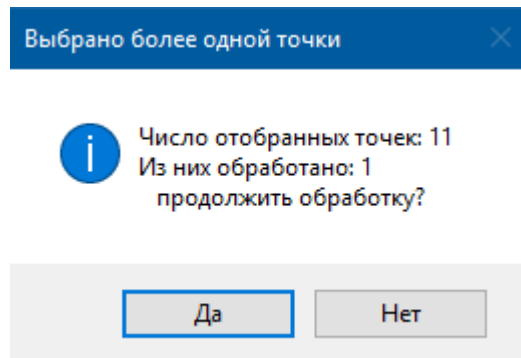 Выбрано более одной точки
Число отобранных точек: 11
Из них обработано: 1
продолжить обработку?
Да
Нет